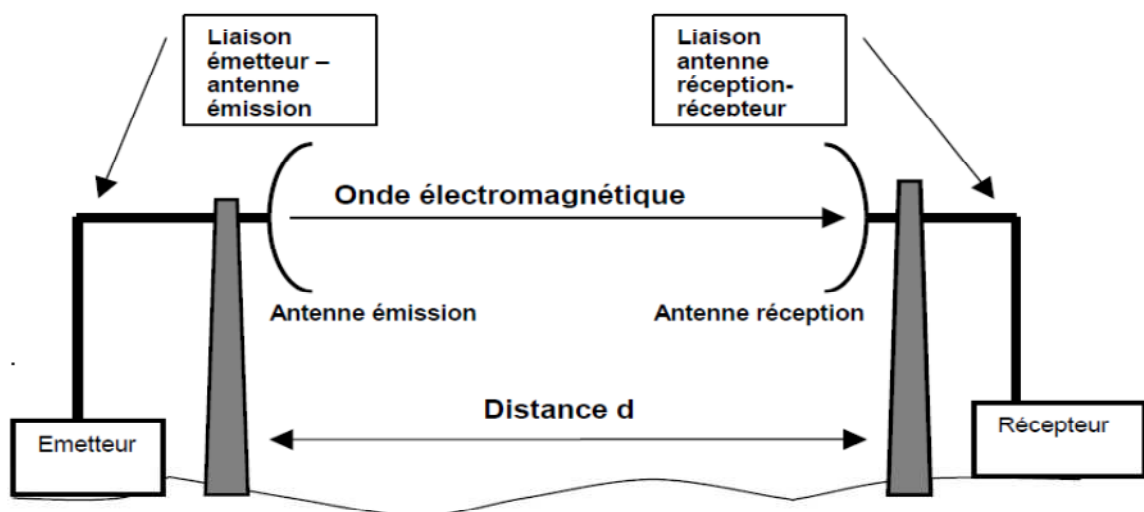 Liaison
émetteur –
antenne
émission
Liaison
antenne
réception-
récepteur
Onde électromagnétique
Antenne émission
Antenne réception
Distance d
Emetteur
Récepteur